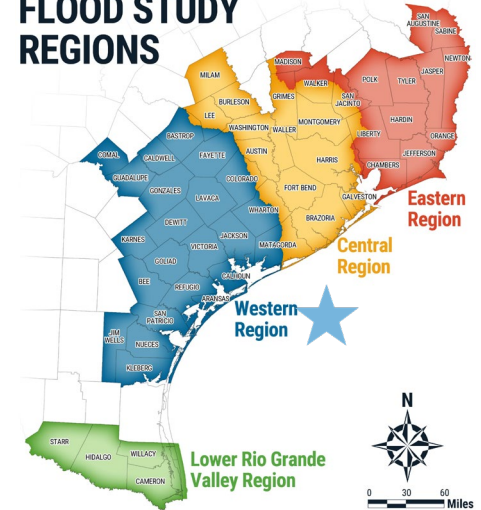 FLOOD STUDY
REGIONS
SAN
AUGUSTINE
SABINE
NEWTON
JASPER
TYLER
POLK
MADISON
WALKER
SAN
JACINTO
GRIMES
MILAM
BURLESON
LEE
WASHINGTON
WALLER
MONTGOMERY
LIBERTY
HARDIN
ORANGE
JEFFERSON
CHAMBERS
BASTROP
COMAL
CALDWELL
FAYETTE
AUSTIN
HARRIS
GUADALUPE
GONZALES
COLORADO
FORT BEND
GALVESTON
Eastern
Region
LAVACA
WHARTON
BRAZORIA
DEWITT
KARNES
VICTORIA
JACKSON
MATAGORDA
Central
Region
GOLIAD
BEE
REFUGIO
CALHOUN
ARANSAS
Western
Region
SAN
PATRICIO
JIM
WELLS
NUECES
KLEBERG
N
STARR
HIDALGO
WILLACY
CAMERON
Lower Rio Grande
Valley Region
0 30 60
Miles